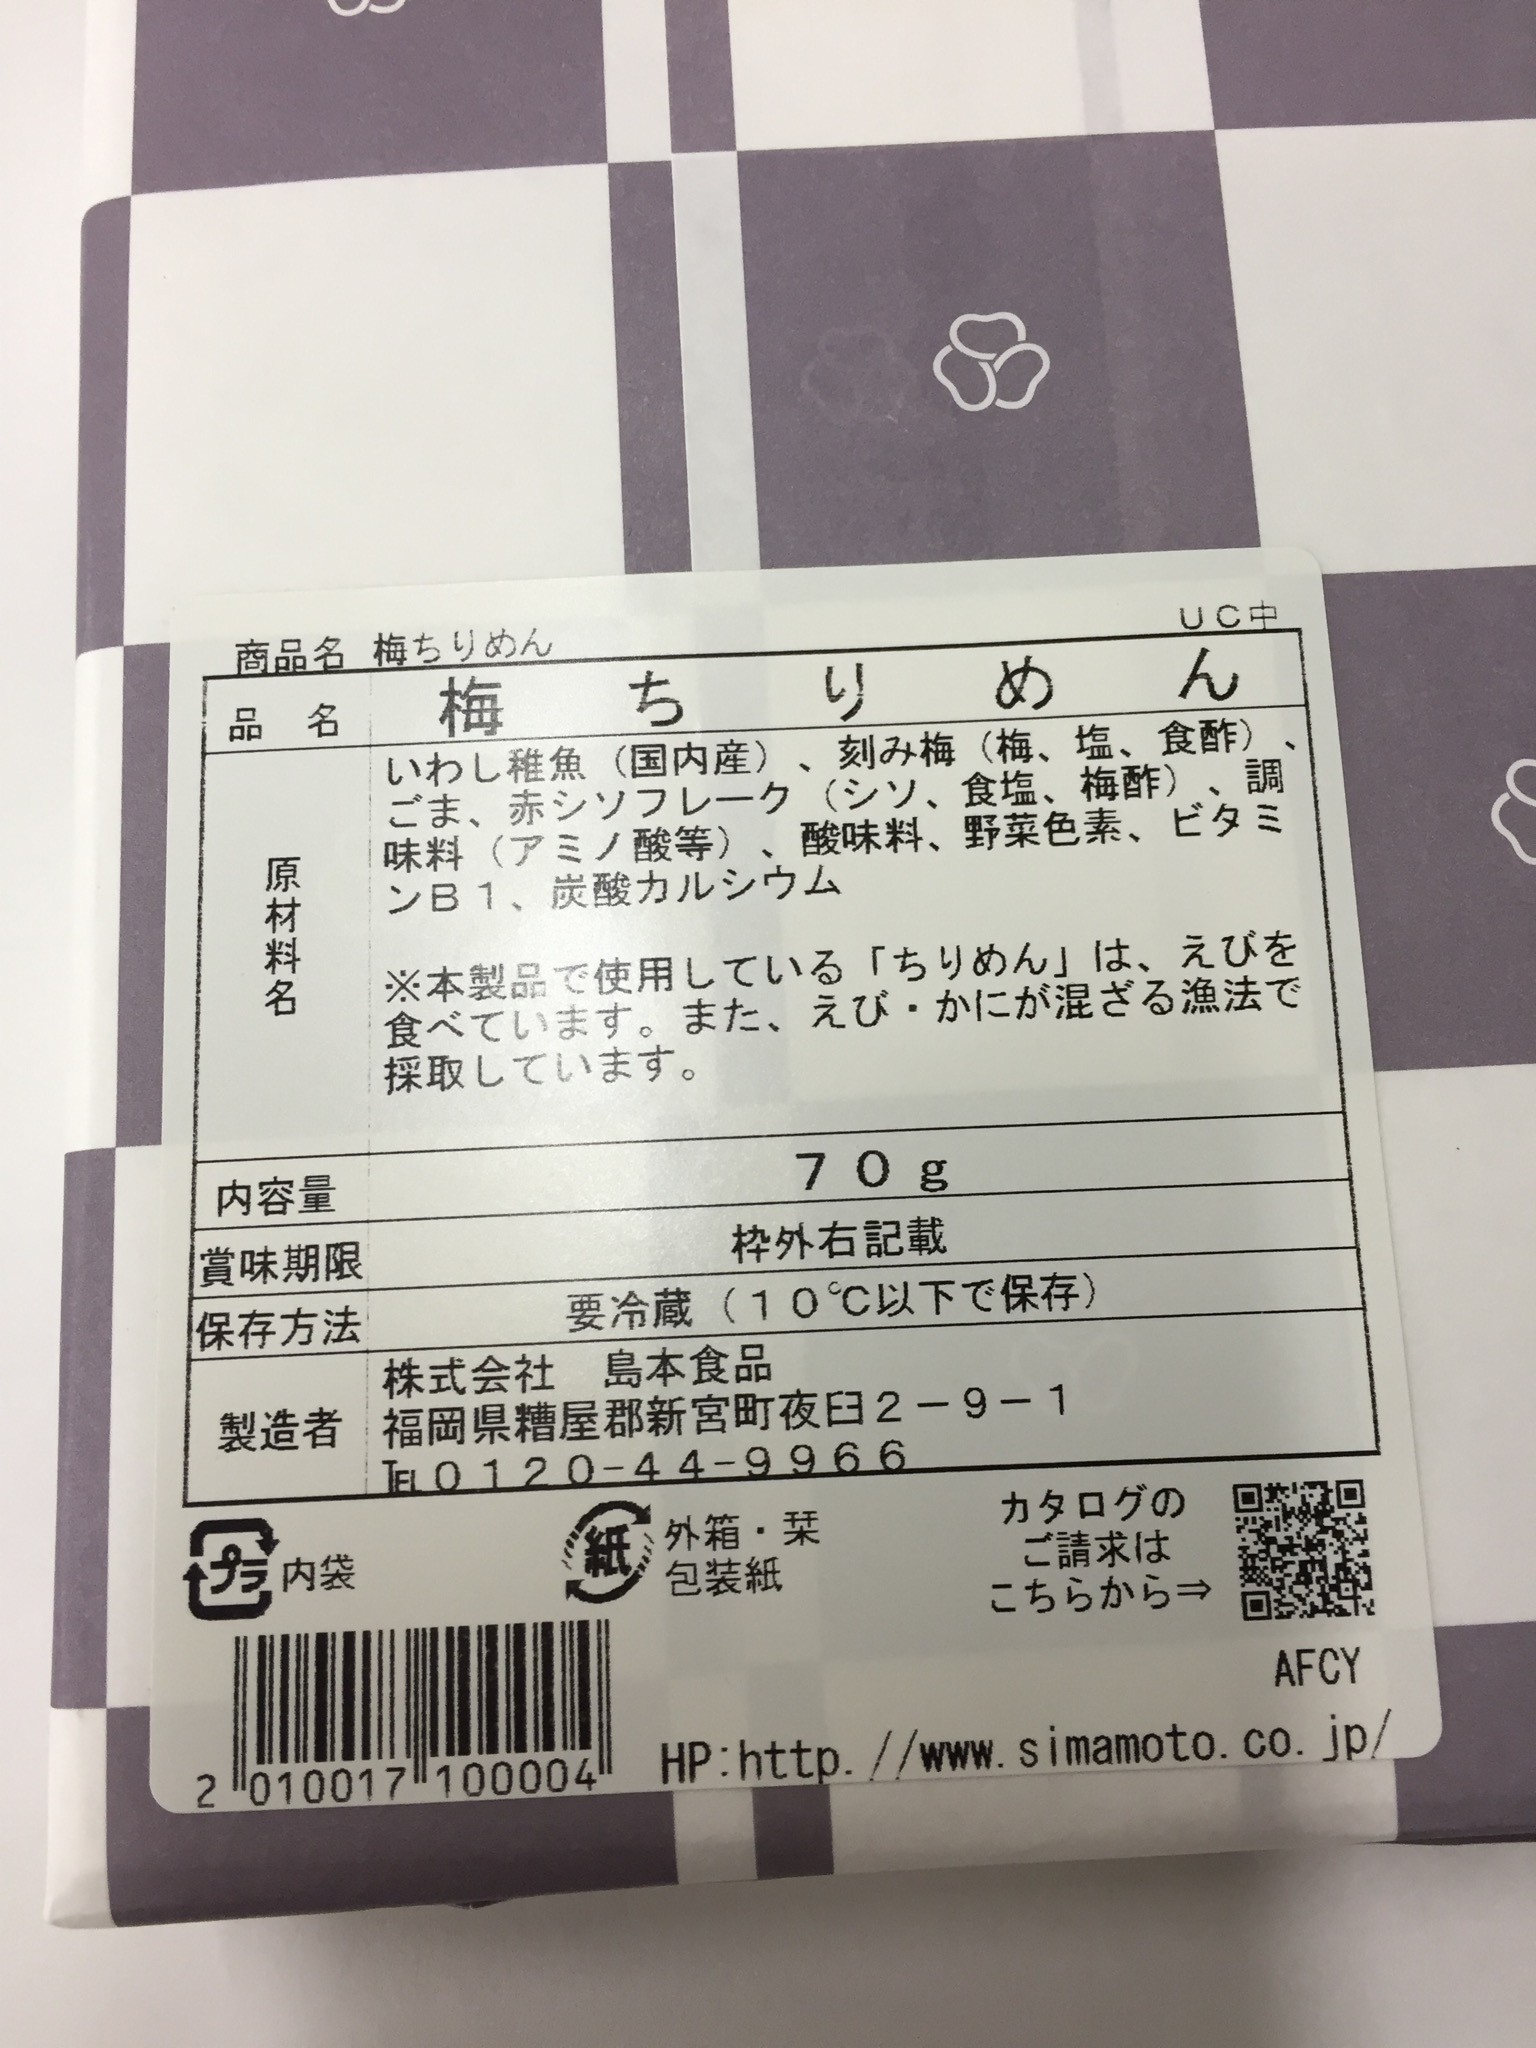 商品名 梅ちりめん
UC中
品名 梅ちりめん
原材料名
いわし稚魚（国内産）、刻み梅（梅、塩、食酢）、
ごま、赤シソフレーク（シソ、食塩、梅酢）、調
味料（アミノ酸等）、酸味料、野菜色素、ビタミ
ンB1、炭酸カルシウム
※本製品で使用している「ちりめん」は、えびを
食べています。また、えび・かにが混ざる漁法で
採取しています。
内容量 70g
賞味期限 枠外右記載
保存方法 要冷蔵（10℃以下で保存）
製造者
株式会社　島本食品
福岡県糟屋郡新宮町夜臼2－9－1
℡0120-44-9966
プラ 内袋
紙 外箱・栞
包装紙
カタログの
ご請求は
こちらから⇒
AFCY
HP:http.//www.simamoto.co.jp/
2 010017 100004